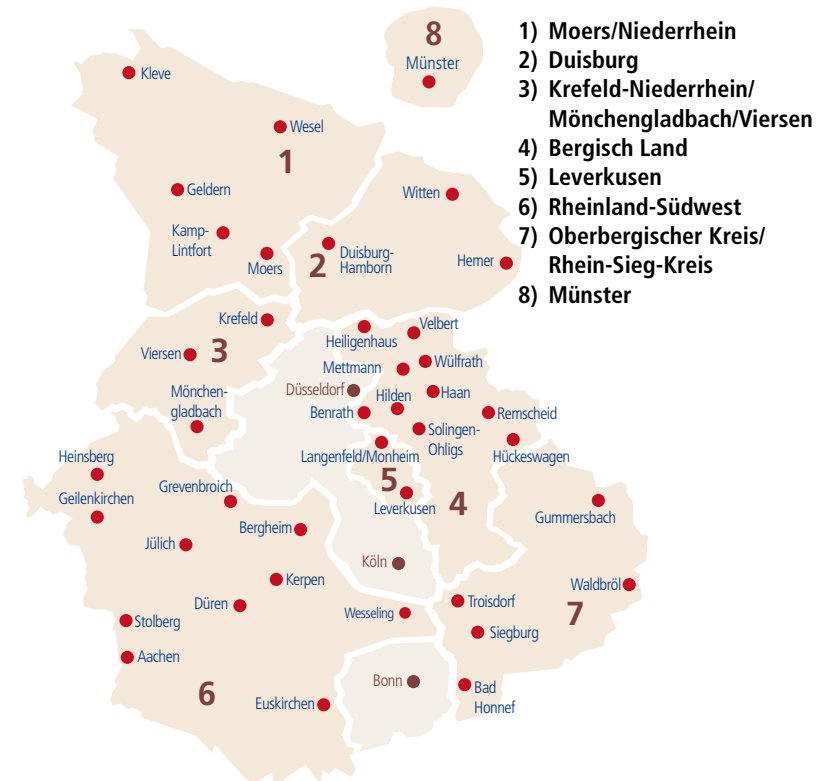 8
Münster
1) Moers/Niederrhein
2) Duisburg
3) Krefeld-Niederrhein/
Mönchengladbach/Viersen
4) Bergisch Land
5) Leverkusen
6) Rheinland-Südwest
7) Oberbergischer Kreis/
Rhein-Sieg-Kreis
8) Münster
Kleve
Wesel
1
Geldern
Kamp-
Lintfort
Moers
Witten
2
Duisburg-
Hamborn
Hemer
Krefeld
Viersen
3
Mönchen-
gladbach
Düsseldorf
Heiligenhaus
Velbert
Mettmann
Wülfrath
Hilden
Haan
Benrath
Remscheid
Solingen-
Ohligs
Hückeswagen
Langenfeld/Monheim
5
Leverkusen
4
Heinsberg
Geilenkirchen
Grevenbroich
Bergheim
Jülich
Kerpen
Düren
Stolberg
Aachen
6
Euskirchen
Wesseling
Köln
Bonn
Gummersbach
Waldbröl
7
Troisdorf
Siegburg
Bad
Honnef